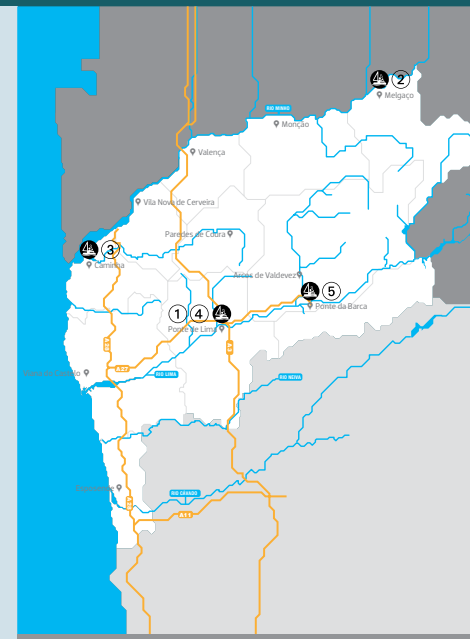 2
Melgaço
RIO MINHO
Monção
Valença
Vila Nova de Cerveira
Paredes de Coura
3
Caminha
Arcos de Valdevez
5
Ponte da Barca
1 4
Ponte de Lima
A27
RIO LIMA
RIO NEIVA
RIO CÁVADO
A11